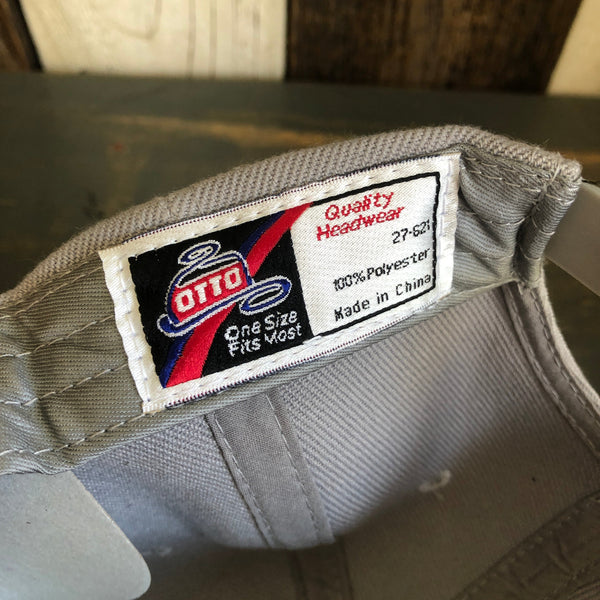 OTTO
One Size
Fits Most
Quality
Headwear
27-621
100% Polyester
Made in China